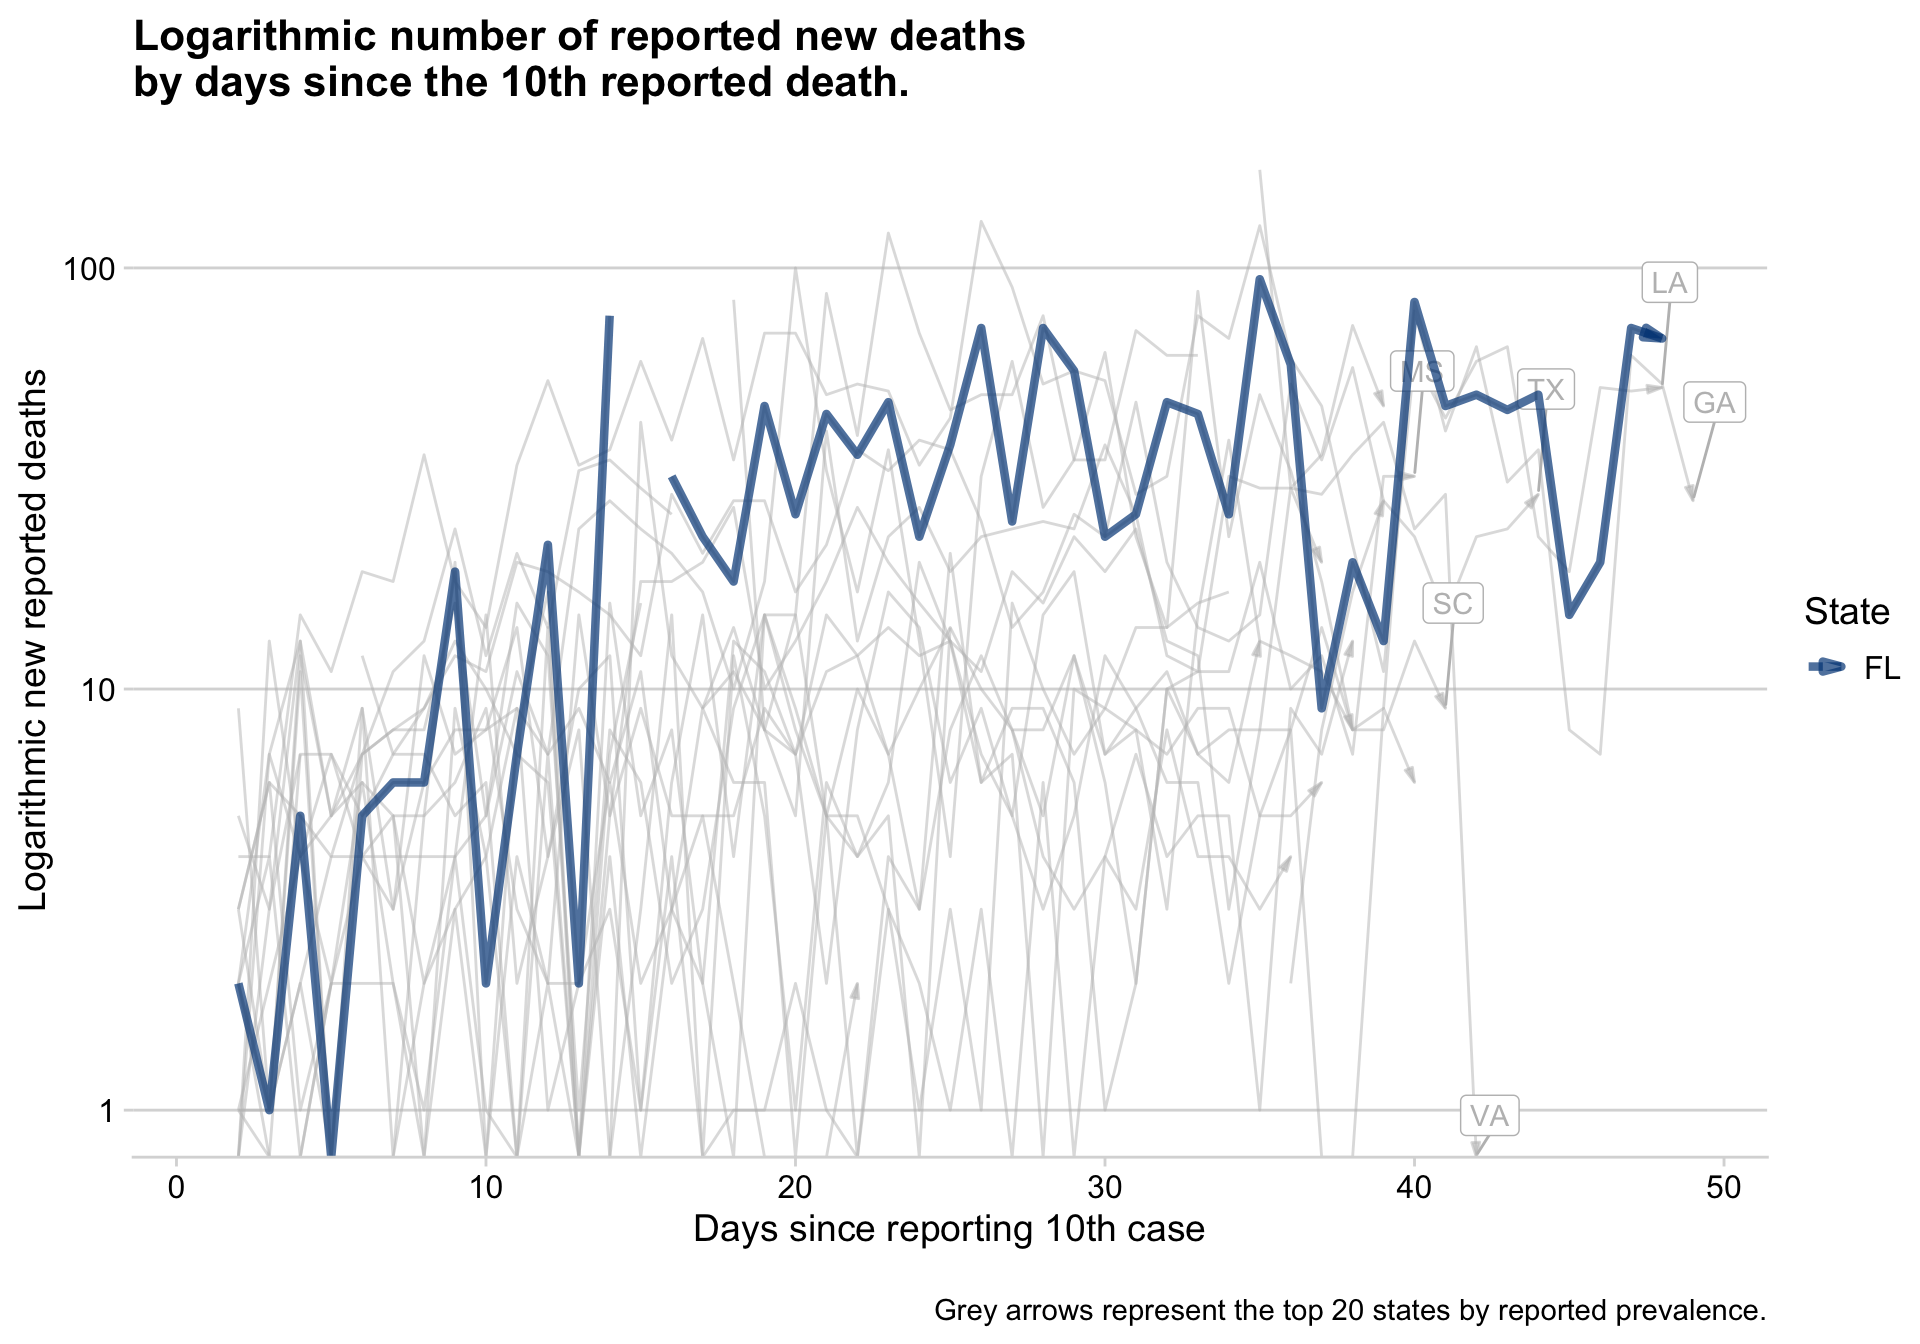 Logarithmic number of reported new deaths
by days since the 10th reported death.
Logarithmic new reported deaths
100
10
1
LA
MS
TX
GA
SC
VA
State
FL
0 10 20 30 40 50
Days since reporting 10th case
Grey arrows represent the top 20 states by reported prevalence.